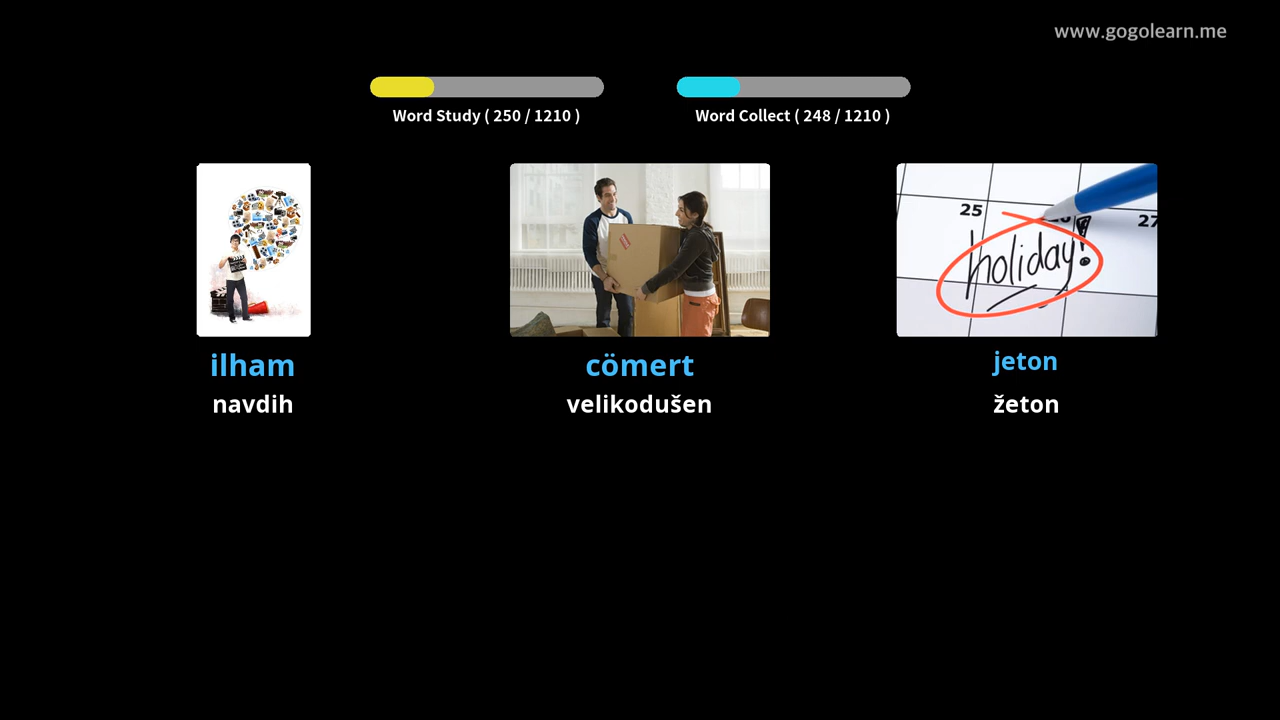 www.gogolearn.me
Word Study ( 250 / 1210 )
Word Collect ( 248 / 1210 )
25
27
holiday!
ilham
cömert
jeton
navdih
velikodušen
žeton